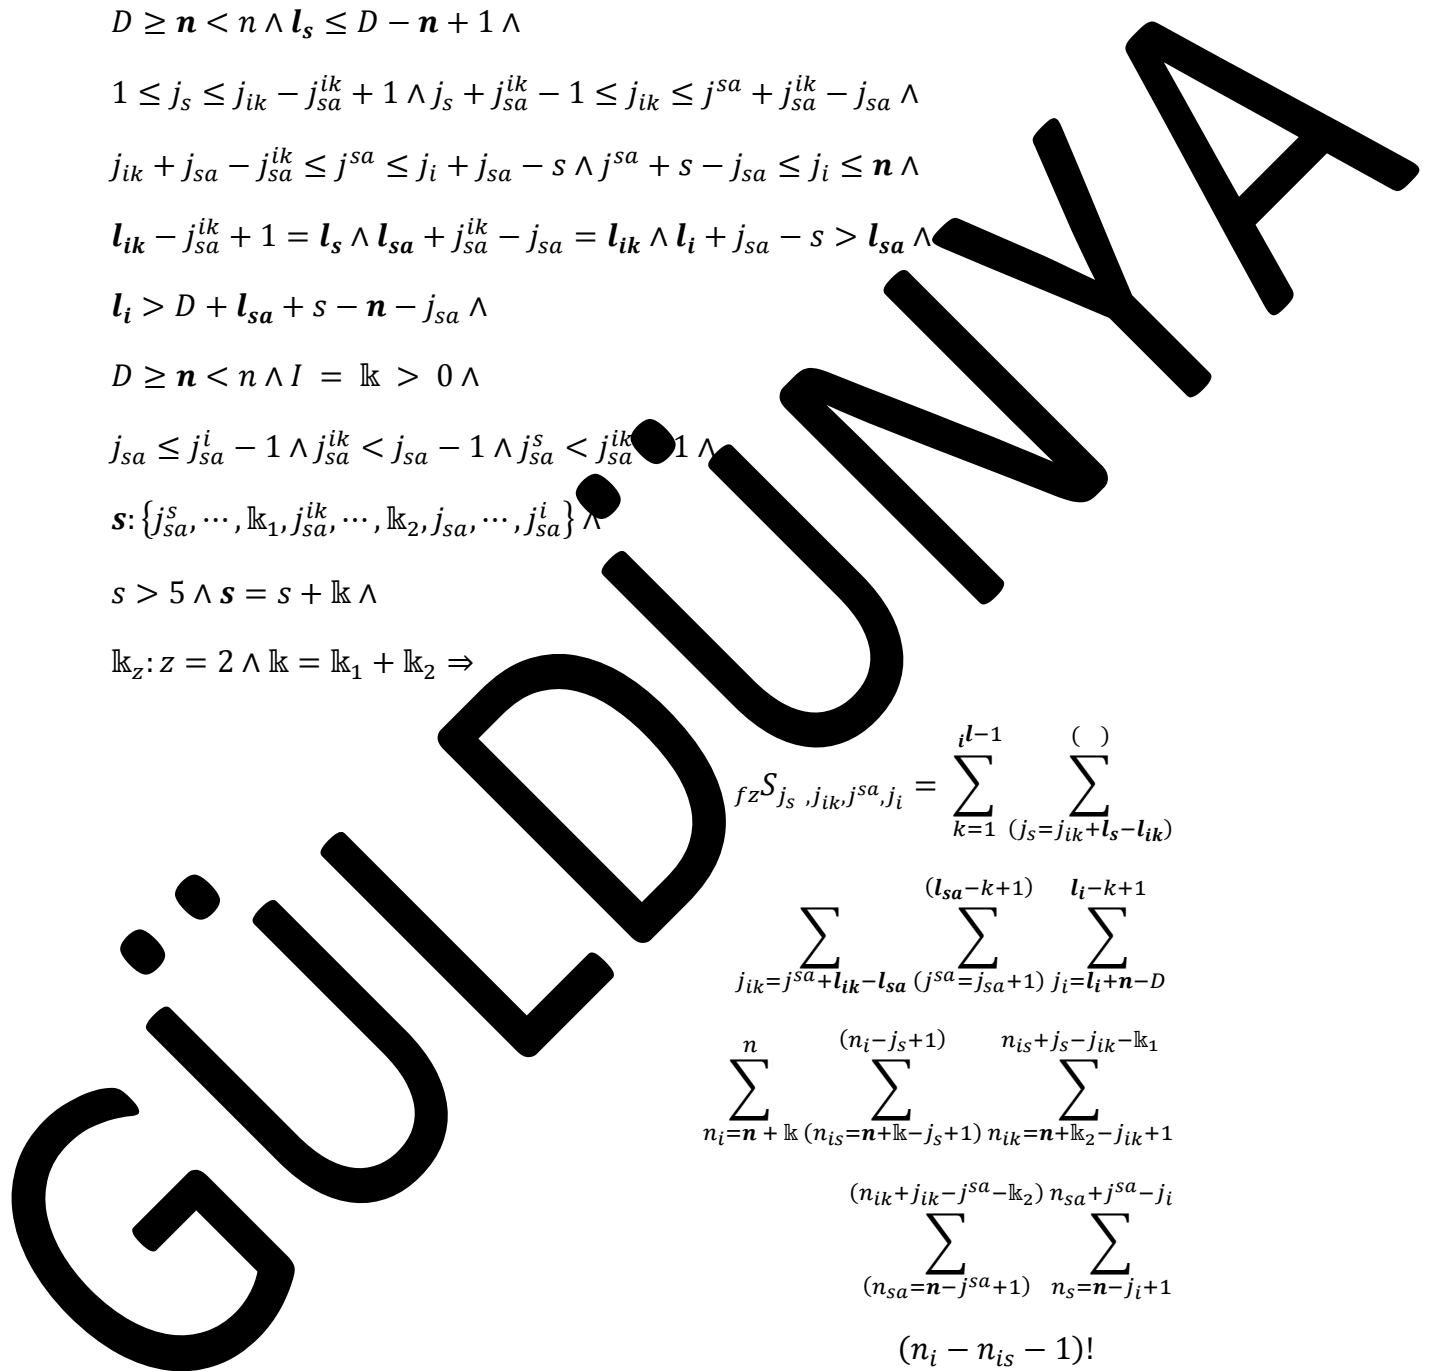 D ≥ n < n ∧ l_s ≤ D − n + 1 ∧
1 ≤ j_s ≤ j_{ik} − j_{sa}^{ik} + 1 ∧ j_s + j_{sa}^{ik} − 1 ≤ j_{ik} ≤ j^{sa} + j_{sa}^{ik} − j_{sa} ∧
j_{ik} + j_{sa} − j_{sa}^{ik} ≤ j^{sa} ≤ j_i + j_{sa} − s ∧ j^{sa} + s − j_{sa} ≤ j_i ≤ n ∧
l_{ik} − j_{sa}^{ik} + 1 = l_s ∧ l_{sa} + j_{sa}^{ik} − j_{sa} = l_{ik} ∧ l_i + j_{sa} − s > l_{sa} ∧
l_i > D + l_{sa} + s − n − j_{sa} ∧
D ≥ n < n ∧ I = 𝕜 > 0 ∧
j_{sa} ≤ j_{sa}^{i} − 1 ∧ j_{sa}^{ik} < j_{sa} − 1 ∧ j_{sa}^{s} < j_{sa}^{ik} 1 ∧
s: {j_{sa}^{s}, ⋯, 𝕜_1, j_{sa}^{ik}, ⋯, 𝕜_2, j_{sa}, ⋯, j_{sa}^{i}} ∧
s > 5 ∧ s = s + 𝕜 ∧
𝕜_z: z = 2 ∧ 𝕜 = 𝕜_1 + 𝕜_2 ⇒
_{fz}S_{j_s, j_{ik}, j^{sa}, j_i} = ∑_{k=1}^{_{i}l−1} ∑_{(j_s=j_{ik}+l_s−l_{ik})}^{( )}
∑_{j_{ik}=j^{sa}+l_{ik}−l_{sa}} ∑_{(j^{sa}=j_{sa}+1)}^{(l_{sa}−k+1)} ∑_{j_i=l_i+n−D}^{l_i−k+1}
∑_{n_i=n+𝕜}^{n} ∑_{(n_{is}=n+𝕜−j_s+1)}^{(n_i−j_s+1)} ∑_{n_{ik}=n+𝕜_2−j_{ik}+1}^{n_{is}+j_s−j_{ik}−𝕜_1}
∑_{(n_{sa}=n−j^{sa}+1)}^{(n_{ik}+j_{ik}−j^{sa}−𝕜_2)} ∑_{n_s=n−j_i+1}^{n_{sa}+j^{sa}−j_i}
(n_i − n_{is} − 1)!
GÜLDÜNYA